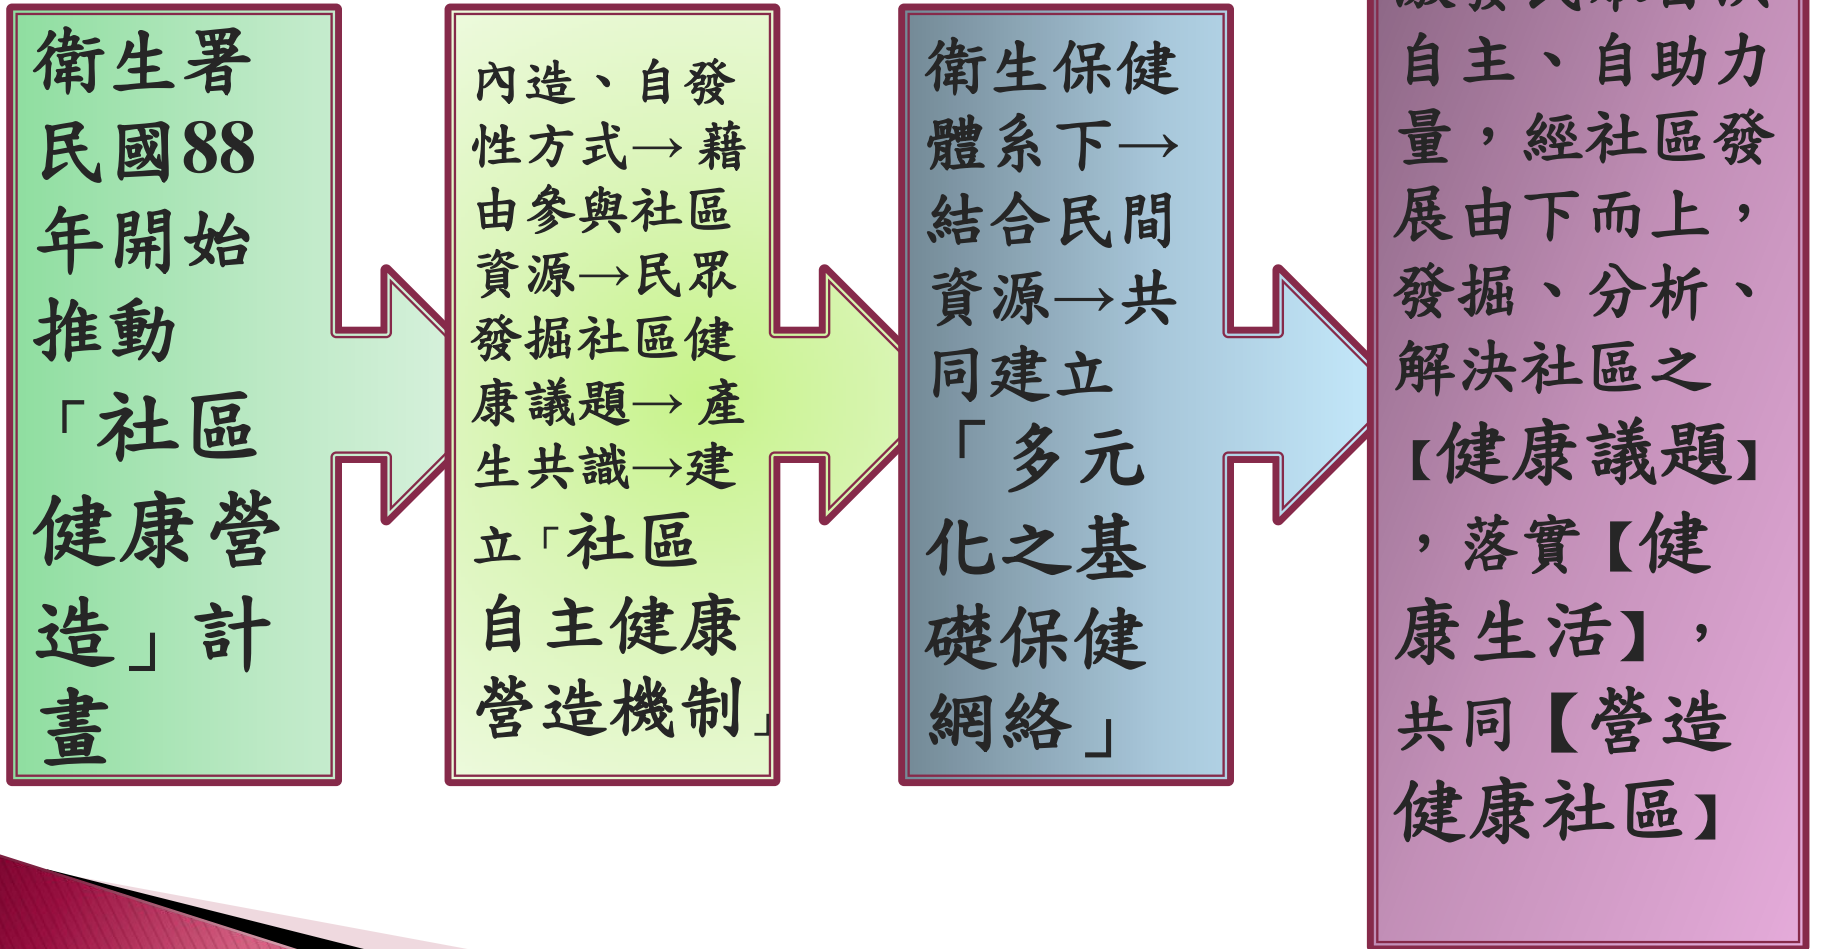 衛生署
民國88
年開始
推動
「社區
健康營
造」計
畫
內造、自發
性方式→藉
由參與社區
資源→民眾
發掘社區健
康議題→產
生共識→建
立「社區
自主健康
營造機制」
衛生保健
體系下→
結合民間
資源→共
同建立
「多元
化之基
礎保健
網絡」
自主、自助力
量，經社區發
展由下而上，
發掘、分析、
解決社區之
【健康議題】
，落實【健
康生活】，
共同【營造
健康社區】